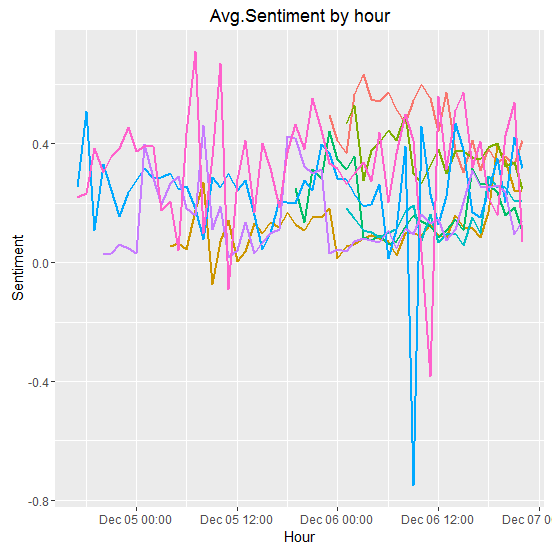 Avg.Sentiment by hour
Sentiment
0.4
0.0
-0.4
-0.8
Dec 05 00:00 Dec 05 12:00 Dec 06 00:00 Dec 06 12:00 Dec 07 0
Hour